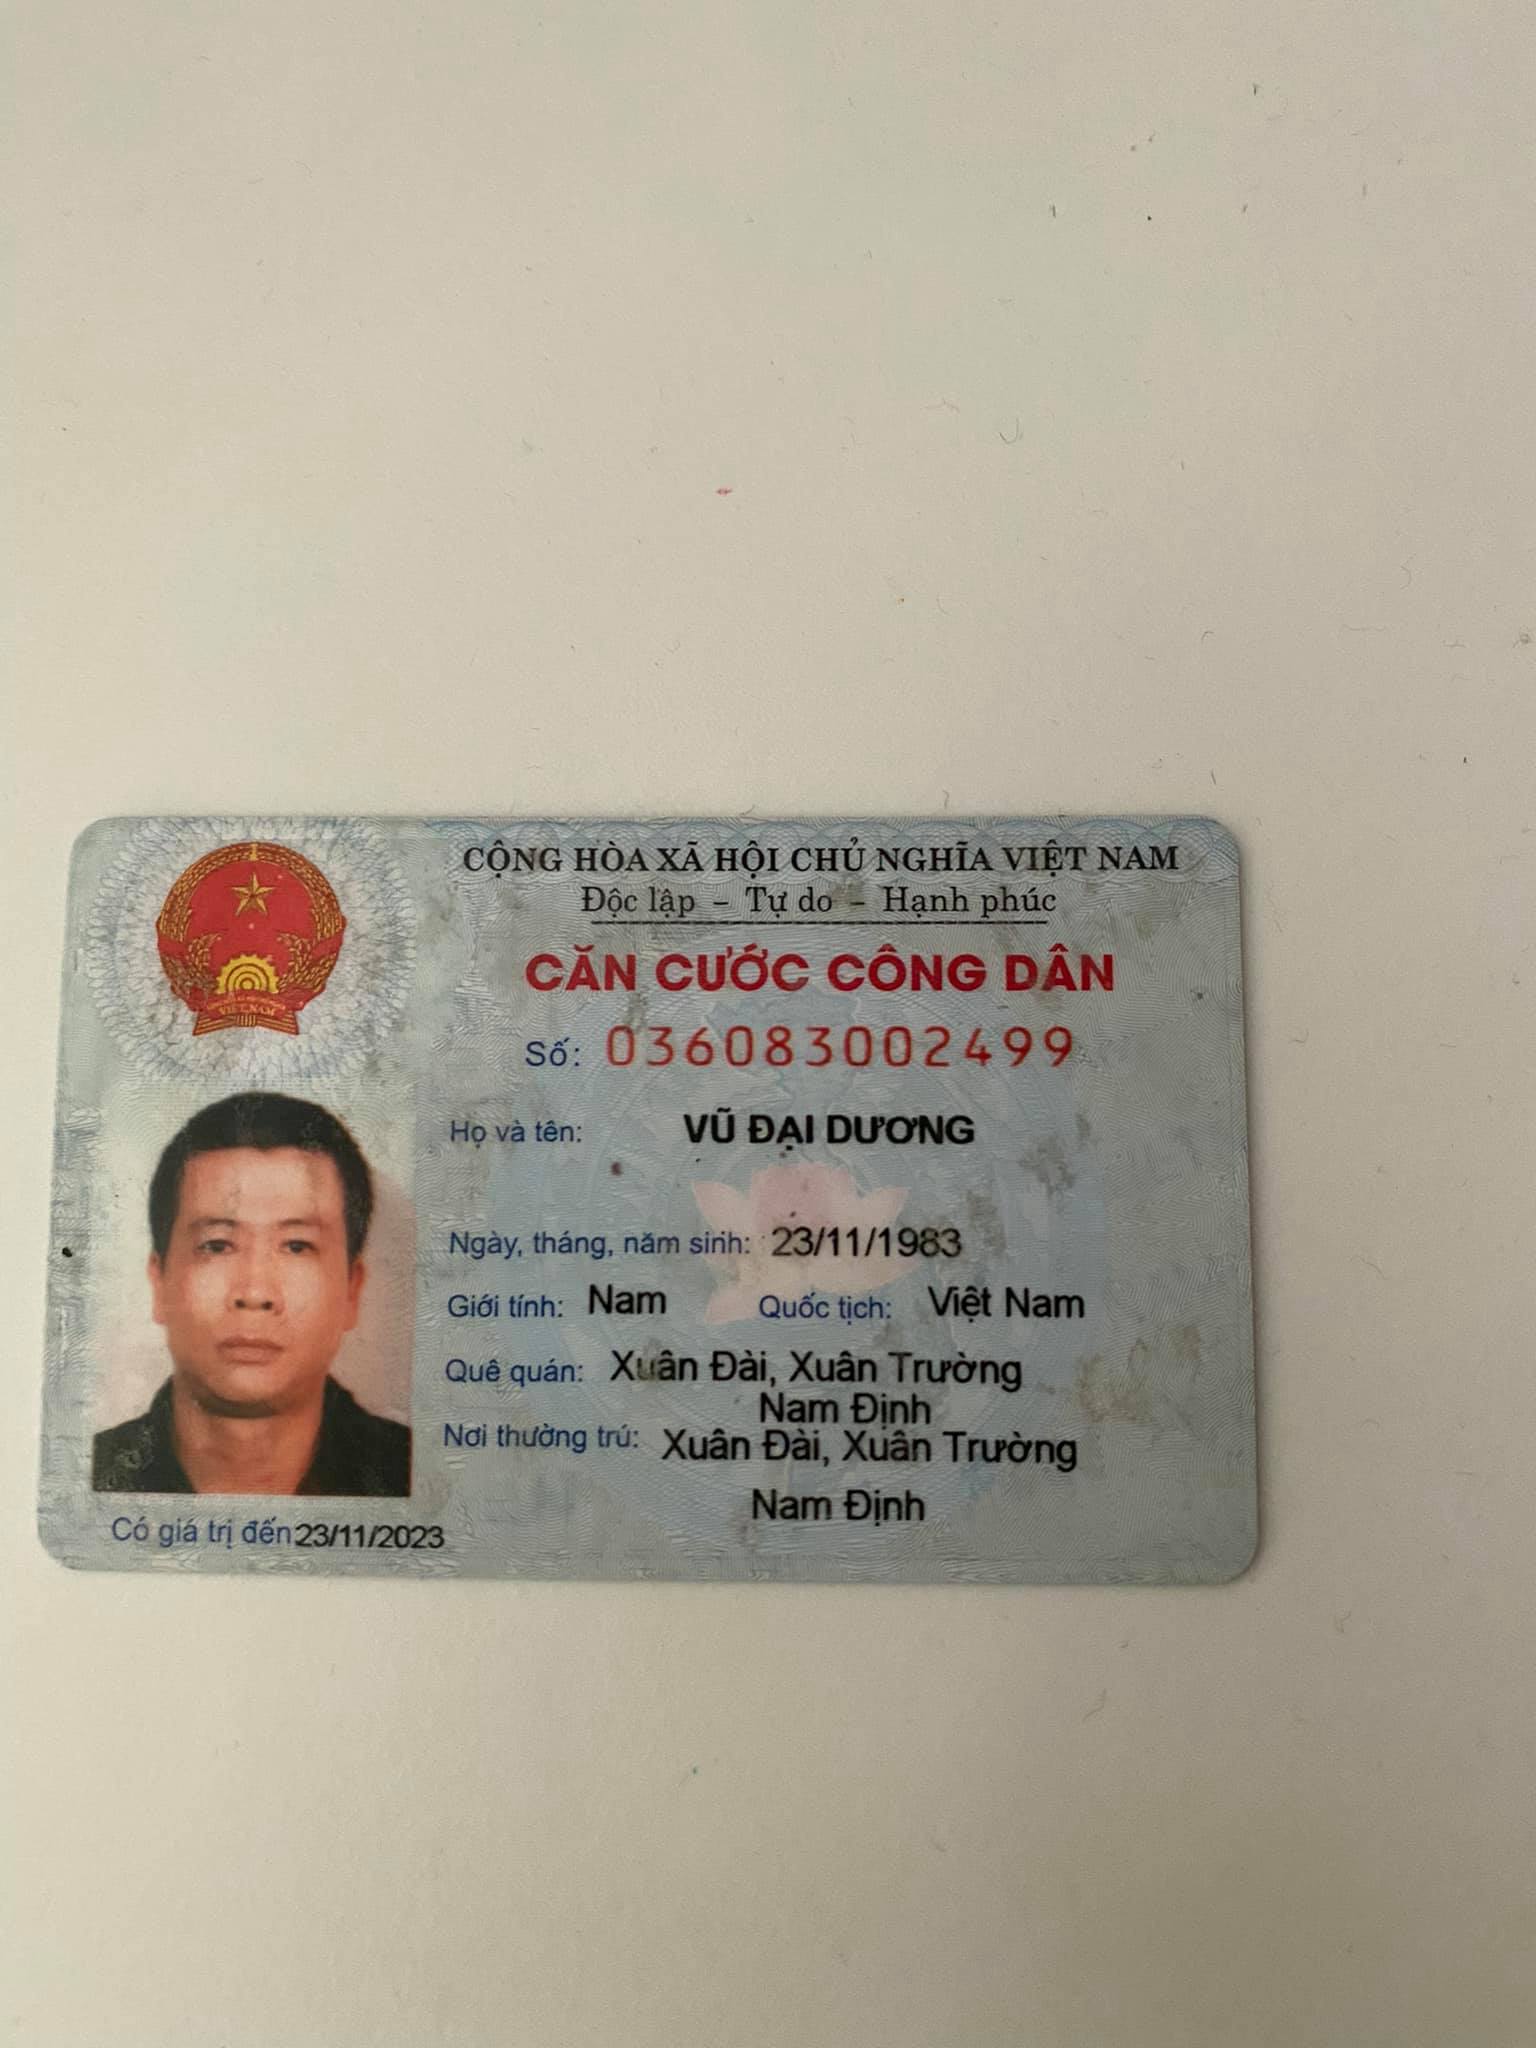 CỘNG HÒA XÃ HỘI CHỦ NGHĨA VIỆT NAM
Độc lập – Tự do – Hạnh phúc
CĂN CƯỚC CÔNG DÂN
Số: 036083002499
Họ và tên: VŨ ĐẠI DƯƠNG
Ngày, tháng, năm sinh: 23/11/1983
Giới tính: Nam Quốc tịch: Việt Nam
Quê quán: Xuân Đài, Xuân Trường
Nam Định
Nơi thường trú: Xuân Đài, Xuân Trường
Nam Định
Có giá trị đến 23/11/2023
VIỆT NAM